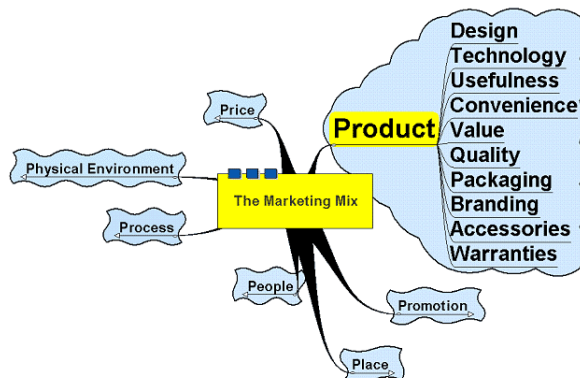 Design
Technology
Usefulness
Convenience
Value
Quality
Packaging
Branding
Accessories
Warranties
Product
Price
Physical Environment
The Marketing Mix
Process
People
Promotion
Place